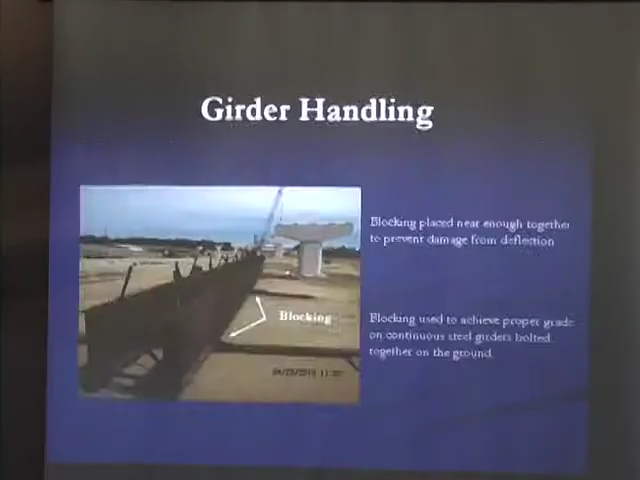 Girder Handling
Blocking placed near enough together
to prevent damage from deflection
Blocking
Blocking used to achieve proper grade
on continuous steel girders bolted
together on the ground.